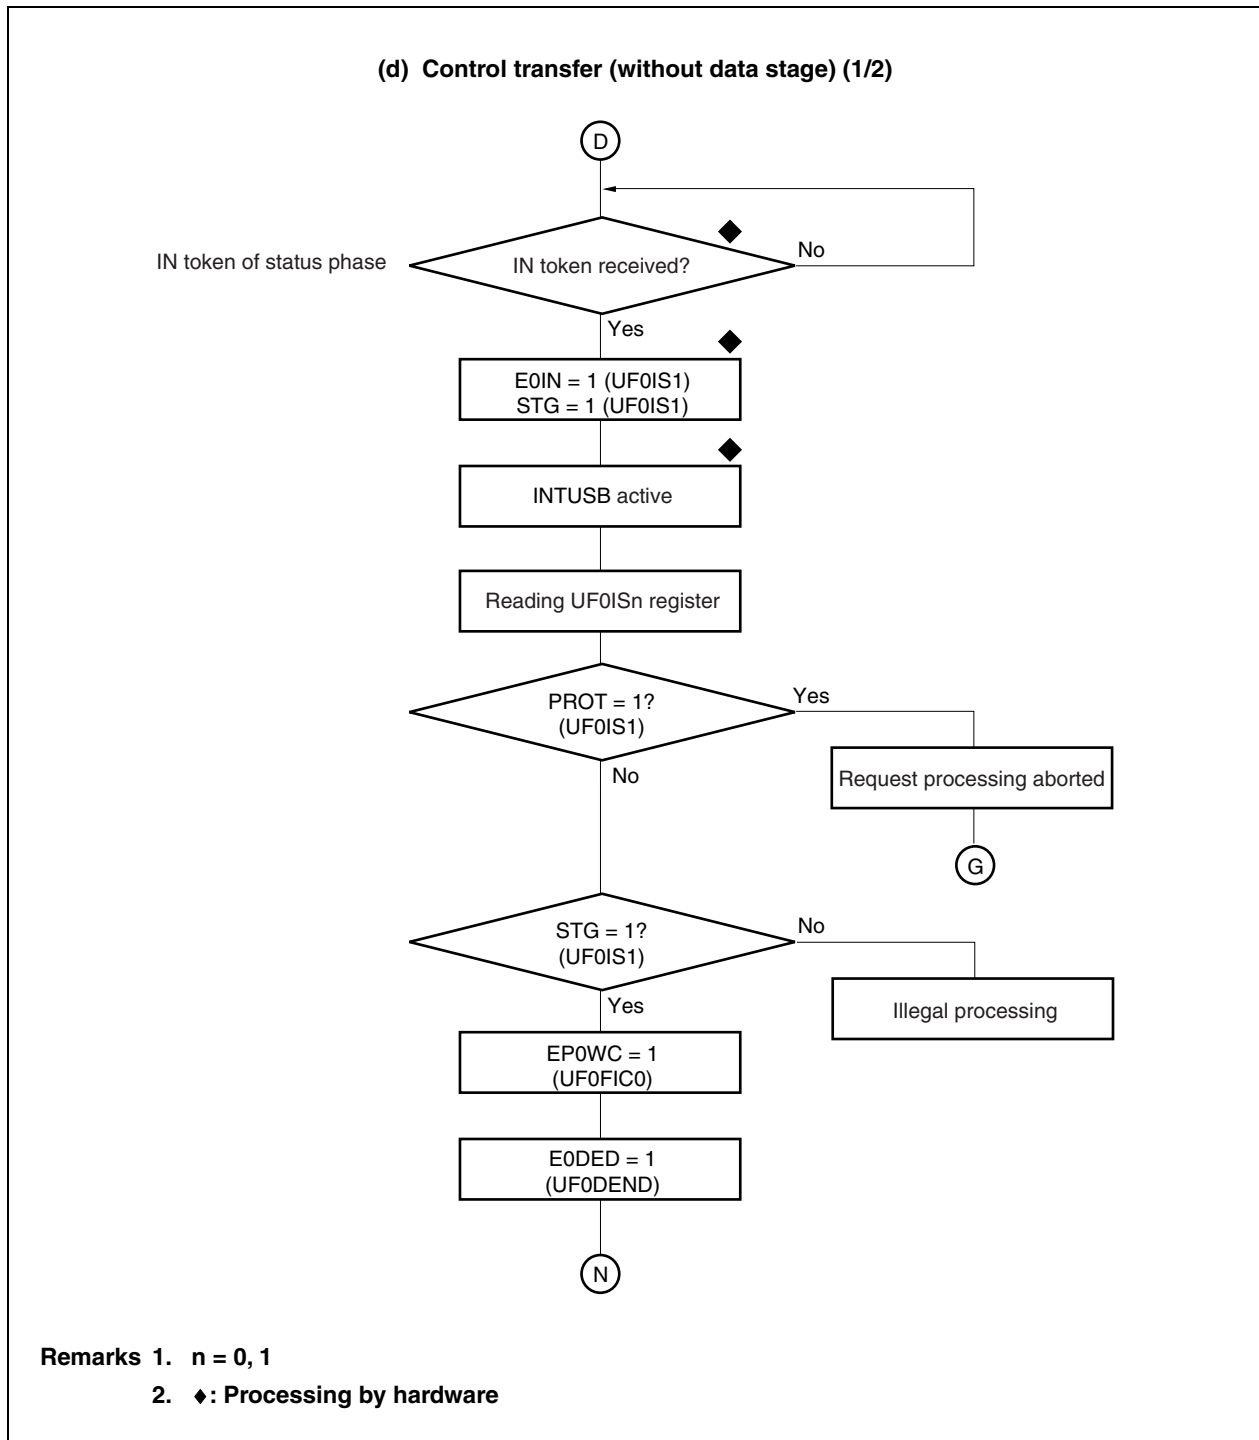 (d) Control transfer (without data stage) (1/2)
D
IN token of status phase
IN token received?
No
Yes
E0IN = 1 (UF0IS1)
STG = 1 (UF0IS1)
INTUSB active
Reading UF0ISn register
PROT = 1?
(UF0IS1)
Yes
No
Request processing aborted
G
STG = 1?
(UF0IS1)
No
Yes
Illegal processing
EP0WC = 1
(UF0FIC0)
E0DED = 1
(UF0DEND)
N
Remarks 1. n = 0, 1
2. ♦: Processing by hardware